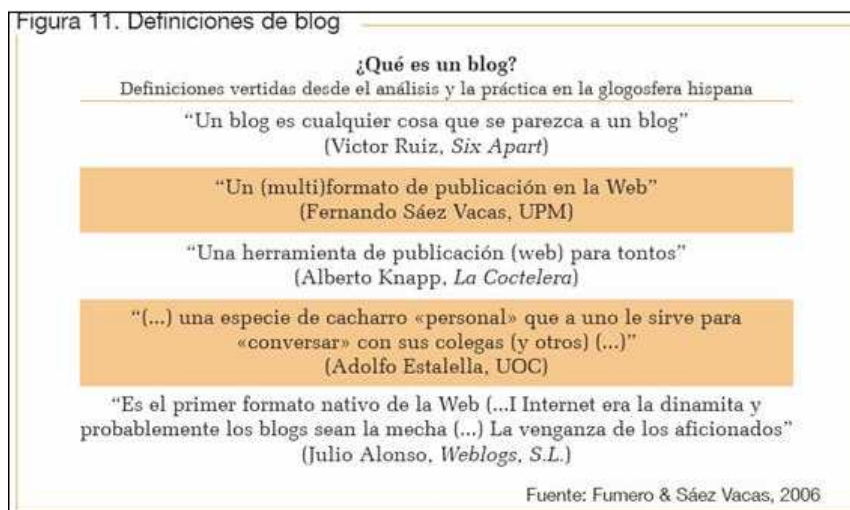 Figura 11. Definiciones de blog
¿Qué es un blog?
Definiciones vertidas desde el análisis y la práctica en la glogosfera hispana
“Un blog es cualquier cosa que se parezca a un blog”
(Victor Ruiz, Six Apart)
“Un (multi)formato de publicación en la Web”
(Fernando Sáez Vacas, UPM)
“Una herramienta de publicación (web) para tontos”
(Alberto Knapp, La Coctelera)
“(...) una especie de cacharro «personal» que a uno le sirve para
«conversar» con sus colegas (y otros) (...)”
(Adolfo Estalella, UOC)
“Es el primer formato nativo de la Web (...I Internet era la dinamita y
probablemente los blogs sean la mecha (...) La venganza de los aficionados”
(Julio Alonso, Weblogs, S.L.)
Fuente: Fumero & Sáez Vacas, 2006